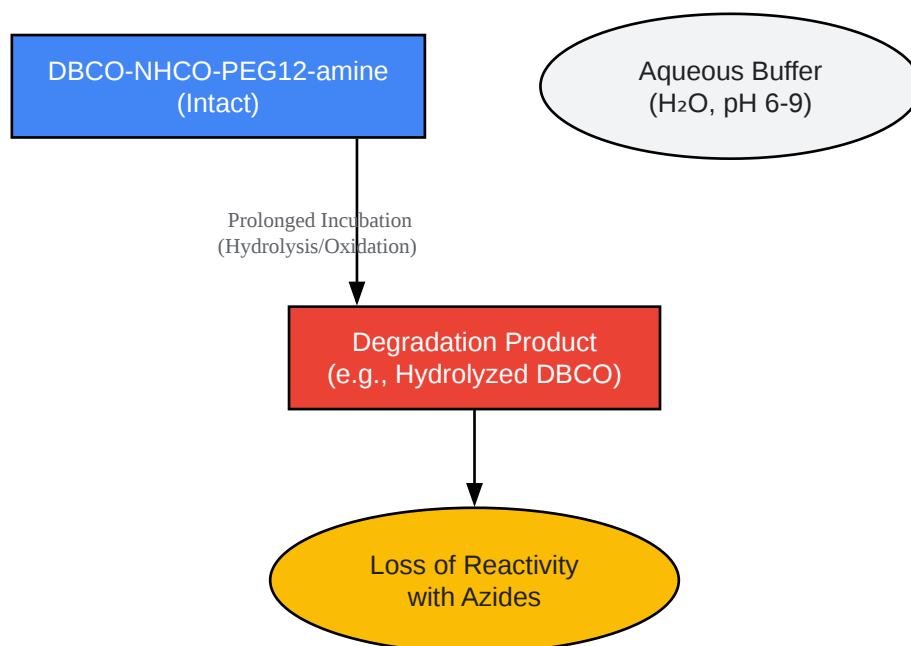 DBCO-NHCO-PEG12-amine
(Intact)
Aqueous Buffer
(H₂O, pH 6-9)
Prolonged Incubation
(Hydrolysis/Oxidation)
Degradation Product
(e.g., Hydrolyzed DBCO)
Loss of Reactivity
with Azides